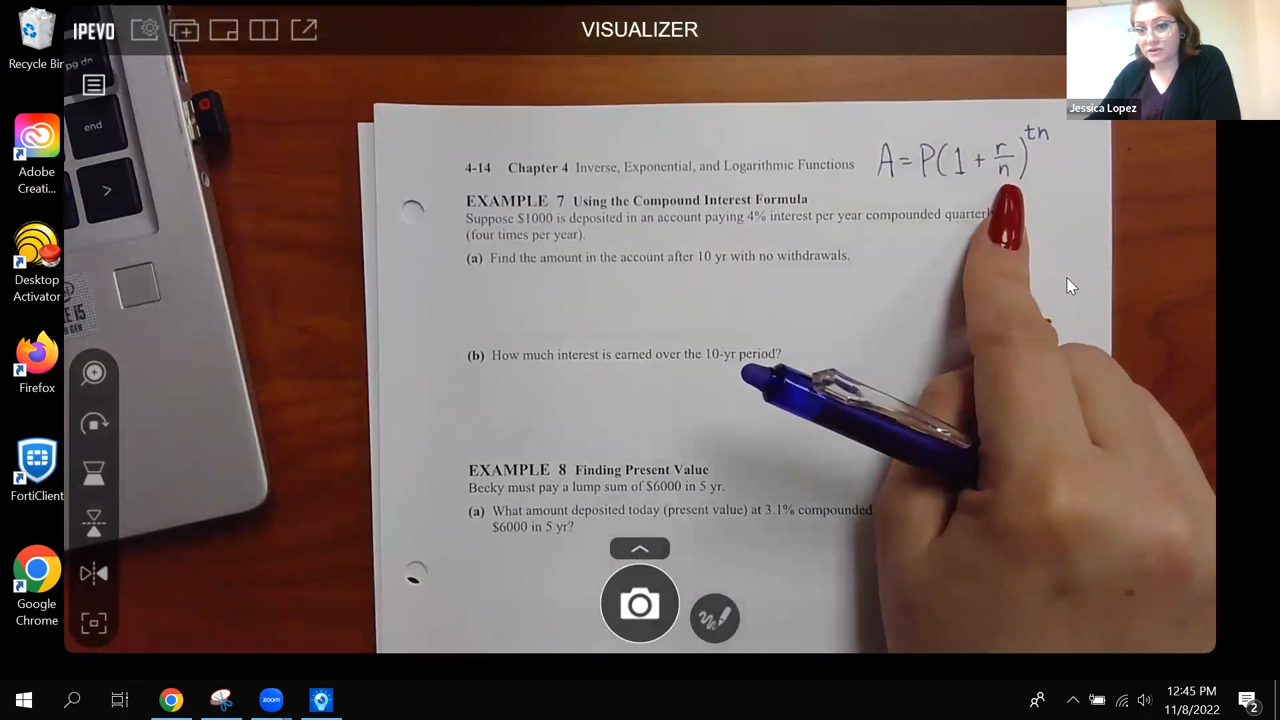 Recycle Bin
Adobe
Creati...
Desktop
Activator
Firefox
FortiClient
Google
Chrome
IPEVO
VISUALIZER
Jessica Lopez
pg dn
end
>
4-14 Chapter 4 Inverse, Exponential, and Logarithmic Functions
A = P(1 + r/n)^tn
EXAMPLE 7 Using the Compound Interest Formula
Suppose $1000 is deposited in an account paying 4% interest per year compounded
(four times per year).
(a) Find the amount in the account after 10 yr with no withdrawals.
(b) How much interest is earned over the 10-yr period?
EXAMPLE 8 Finding Present Value
Becky must pay a lump sum of $6000 in 5 yr.
(a) What amount deposited today (present value) at 3.1% compounded
$6000 in 5 yr?
zoom
12:45 PM
11/8/2022
2